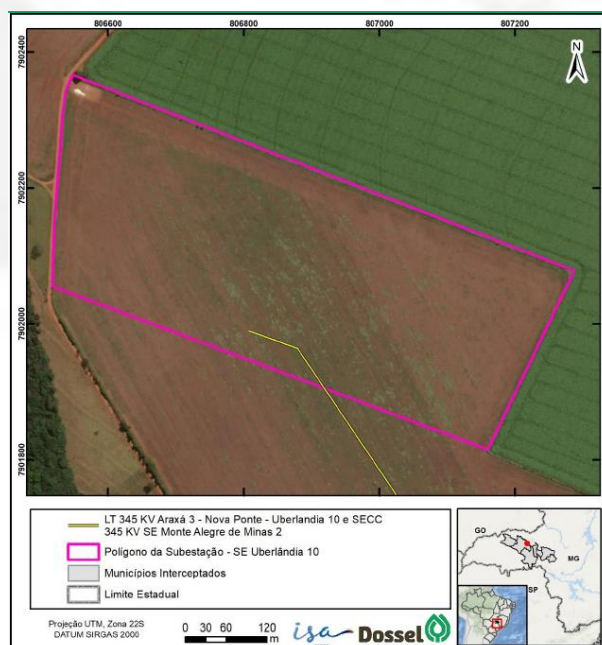 806600 806800 807000 807200
7902400
7902200
7902000
7901800
N
LT 345 KV Araxá 3 - Nova Ponte - Uberlandia 10 e SECC
345 KV SE Monte Alegre de Minas 2
Polígono da Subestação - SE Uberlândia 10
Municípios Interceptados
Limite Estadual
GO
MG
SP
Projeção UTM, Zona 22S
DATUM SIRGAS 2000
0 30 60 120
m
isa
Dossel